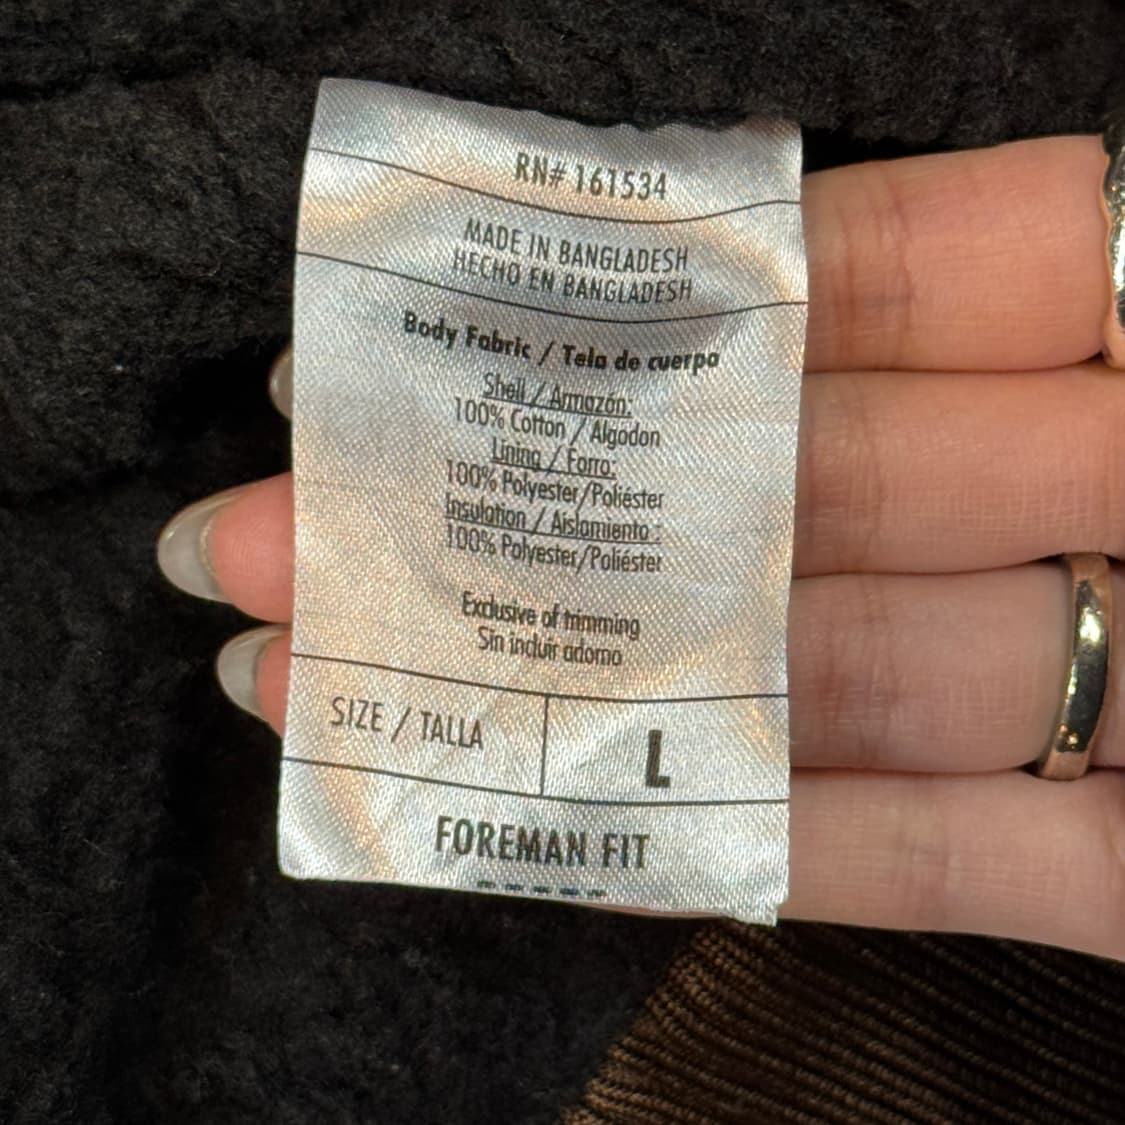 RN# 161534
MADE IN BANGLADESH
HECHO EN BANGLADESH
Body Fabric / Tela de cuerpo
Shell / Armazón:
100% Cotton / Algodon
Lining / Forro:
100% Polyester/Poliéster
Insulation / Aislamiento :
100% Polyester/Poliéster
Exclusive of trimming
Sin incluir adorno
SIZE / TALLA
L
FOREMAN FIT